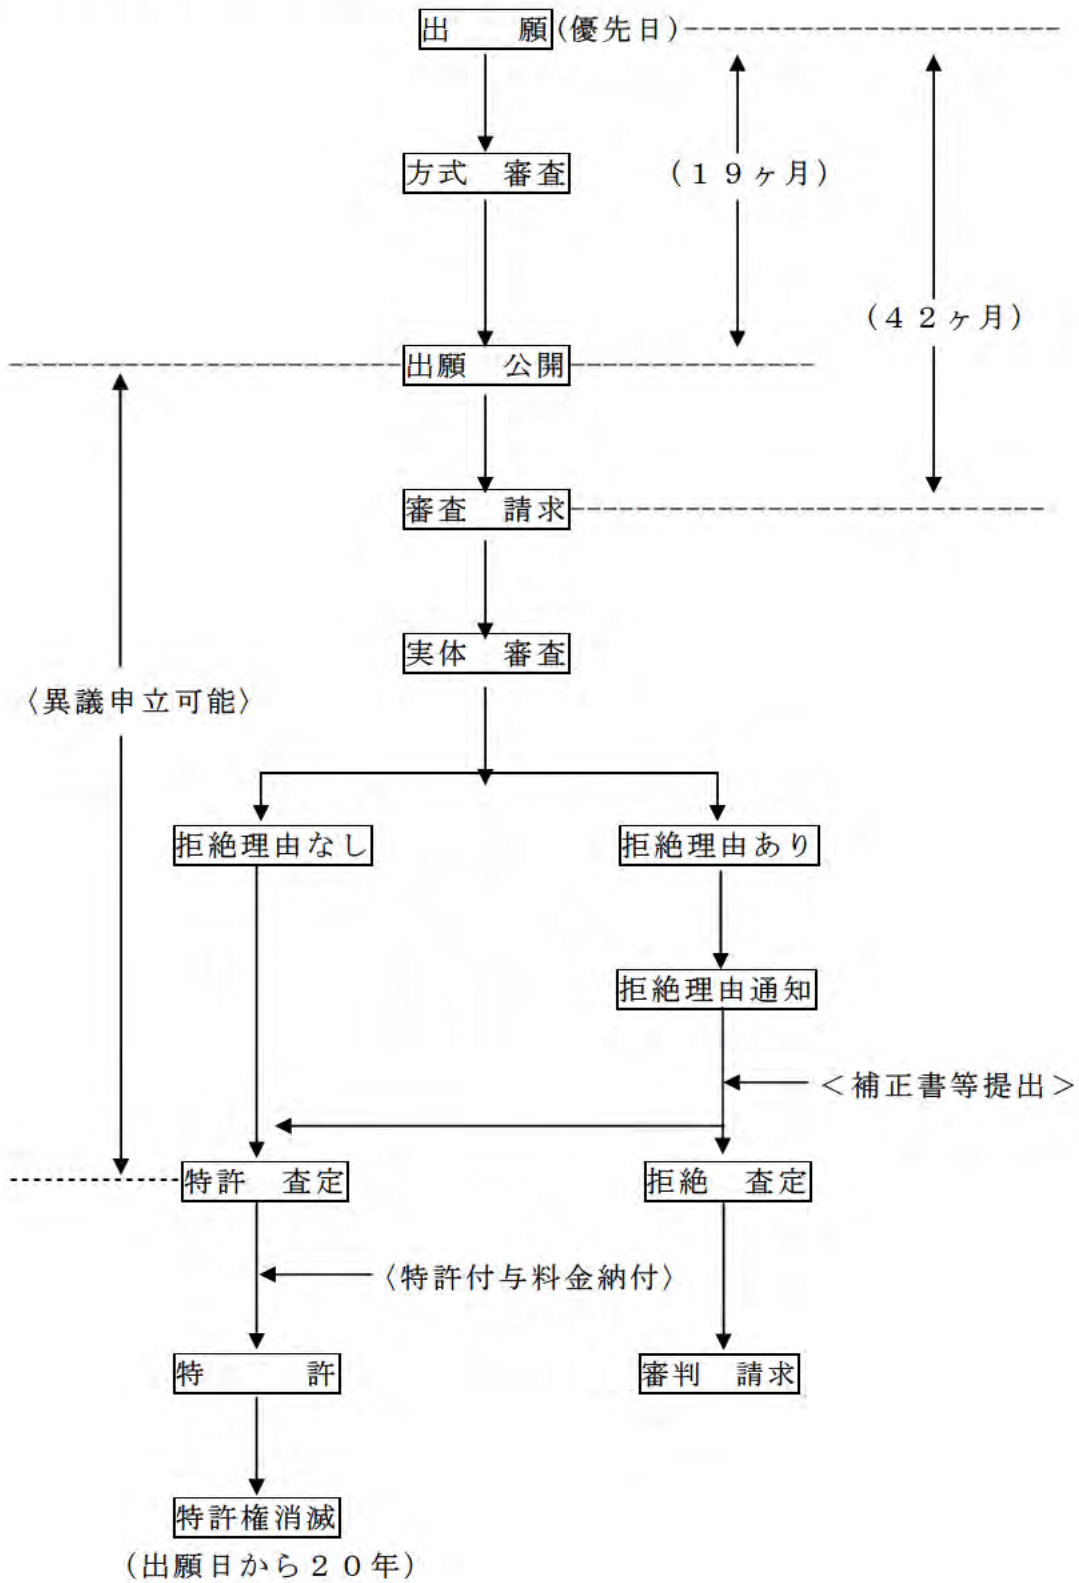 出　　願(優先日)
方式　審査
(１９ヶ月)
(４２ヶ月)
出願　公開
審査　請求
実体　審査
〈異議申立可能〉
拒絶理由なし
拒絶理由あり
拒絶理由通知
＜補正書等提出＞
特許　査定
拒絶　査定
〈特許付与料金納付〉
特　　　許
審判　請求
特許権消滅
(出願日から２０年)